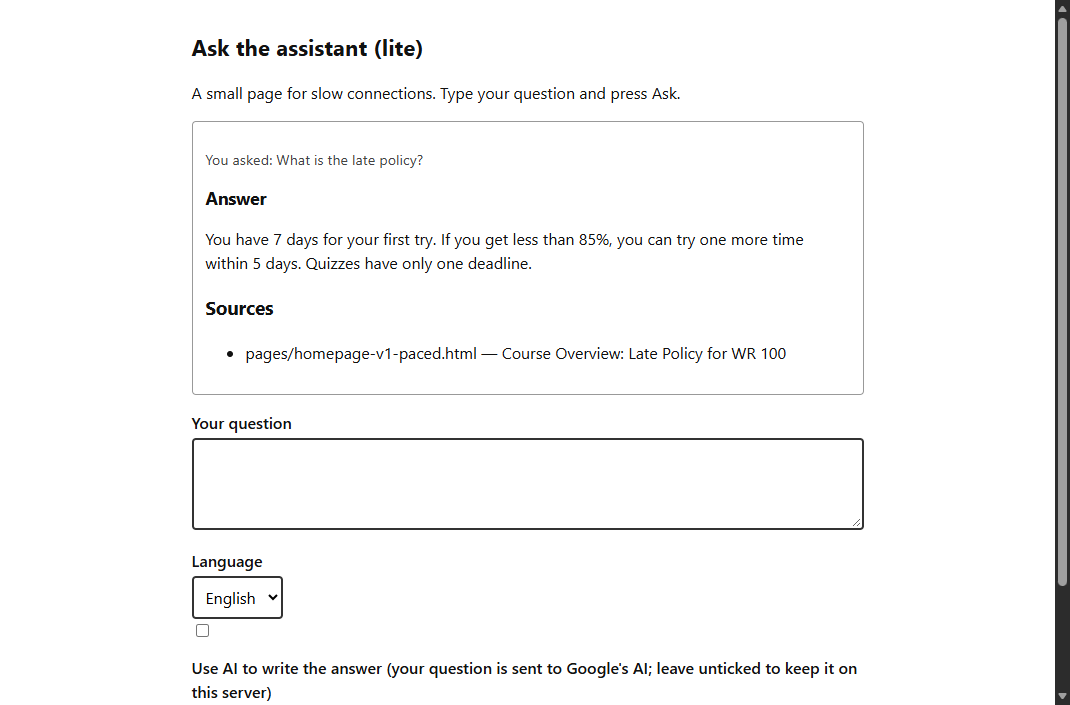 Ask the assistant (lite)
A small page for slow connections. Type your question and press Ask.
You asked: What is the late policy?
Answer
You have 7 days for your first try. If you get less than 85%, you can try one more time
within 5 days. Quizzes have only one deadline.
Sources
• pages/homepage-v1-paced.html — Course Overview: Late Policy for WR 100
Your question
Language
English
Use AI to write the answer (your question is sent to Google's AI; leave unticked to keep it on
this server)